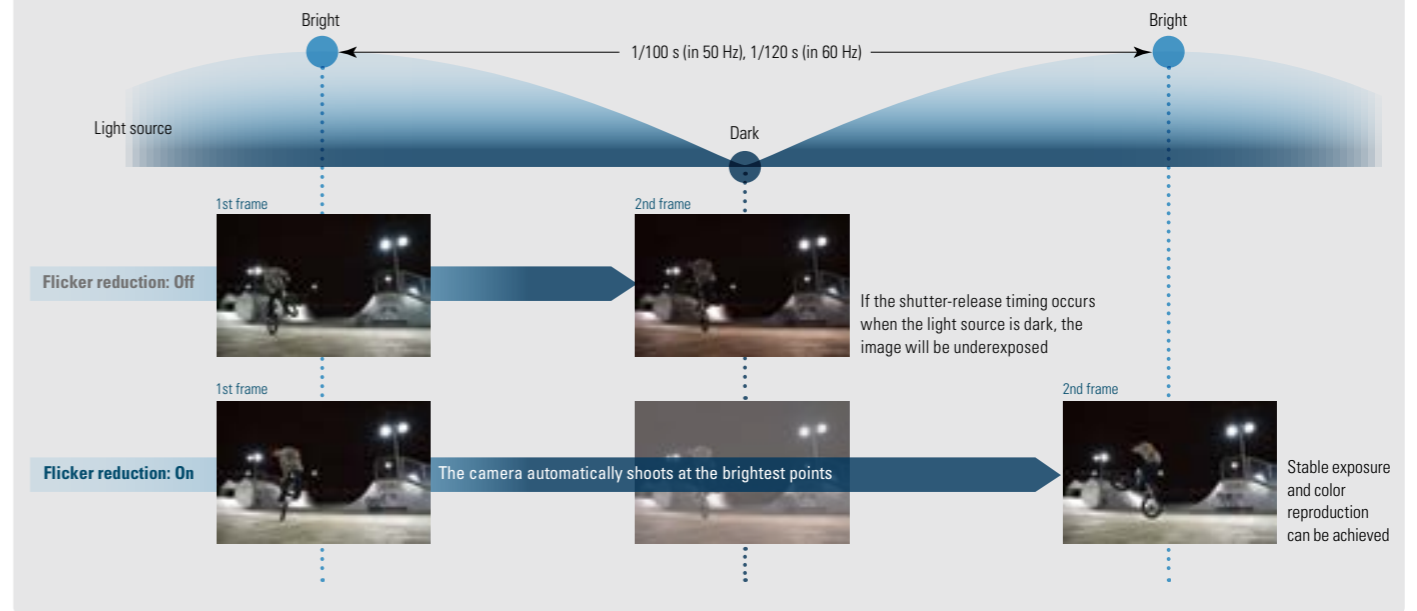 Bright
Bright
1/100 s (in 50 Hz), 1/120 s (in 60 Hz)
Light source
Dark
1st frame
2nd frame
Flicker reduction: Off
If the shutter-release timing occurs
when the light source is dark, the
image will be underexposed
1st frame
2nd frame
Flicker reduction: On
The camera automatically shoots at the brightest points
Stable exposure
and color
reproduction
can be achieved